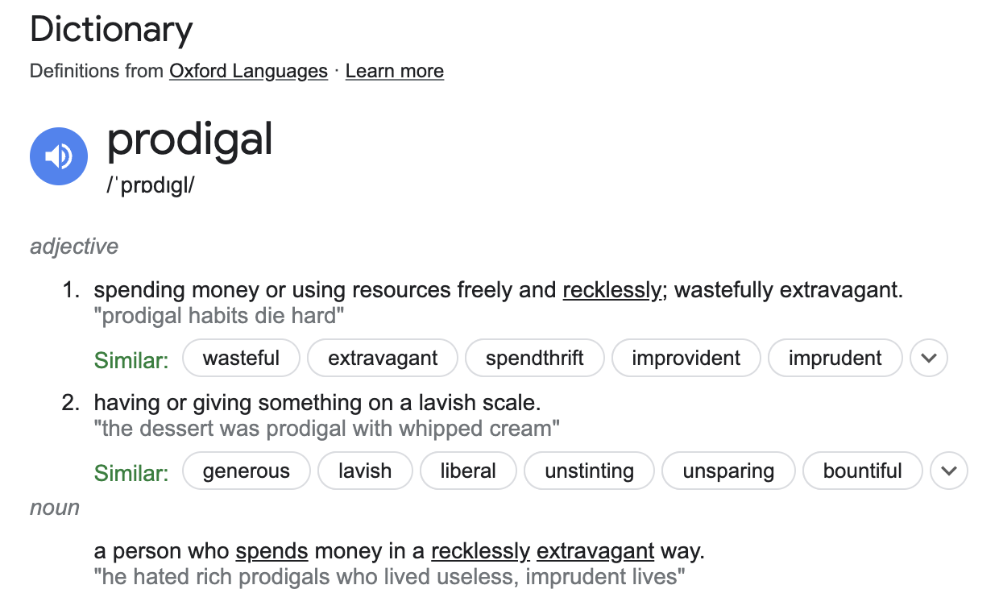 Dictionary
Definitions from Oxford Languages · Learn more
prodigal
/ˈprɒdɪɡl/
adjective
1. spending money or using resources freely and recklessly; wastefully extravagant.
"prodigal habits die hard"
Similar: wasteful extravagant spendthrift improvident imprudent
2. having or giving something on a lavish scale.
"the dessert was prodigal with whipped cream"
Similar: generous lavish liberal unstinting unsparing bountiful
noun
a person who spends money in a recklessly extravagant way.
"he hated rich prodigals who lived useless, imprudent lives"